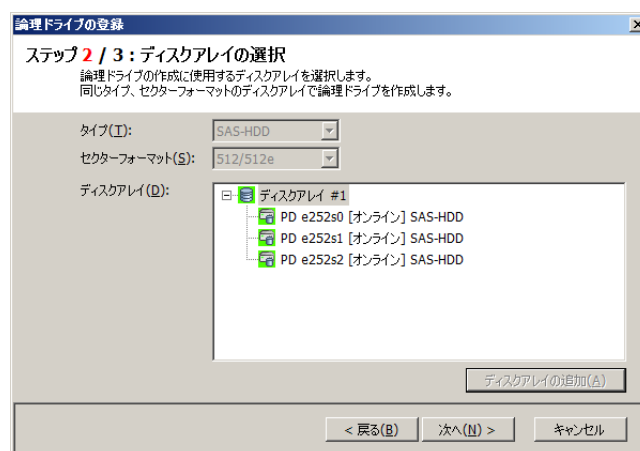 論理ドライブの登録
ステップ 2 / 3 : ディスクアレイの選択
論理ドライブの作成に使用するディスクアレイを選択します。
同じタイプ、セクターフォーマットのディスクアレイで論理ドライブを作成します。
タイプ(T): SAS-HDD
セクターフォーマット(S): 512/512e
ディスクアレイ(D): ディスクアレイ #1
PD e252s0 [オンライン] SAS-HDD
PD e252s1 [オンライン] SAS-HDD
PD e252s2 [オンライン] SAS-HDD
ディスクアレイの追加(A)
< 戻る(B) 次へ(N) > キャンセル